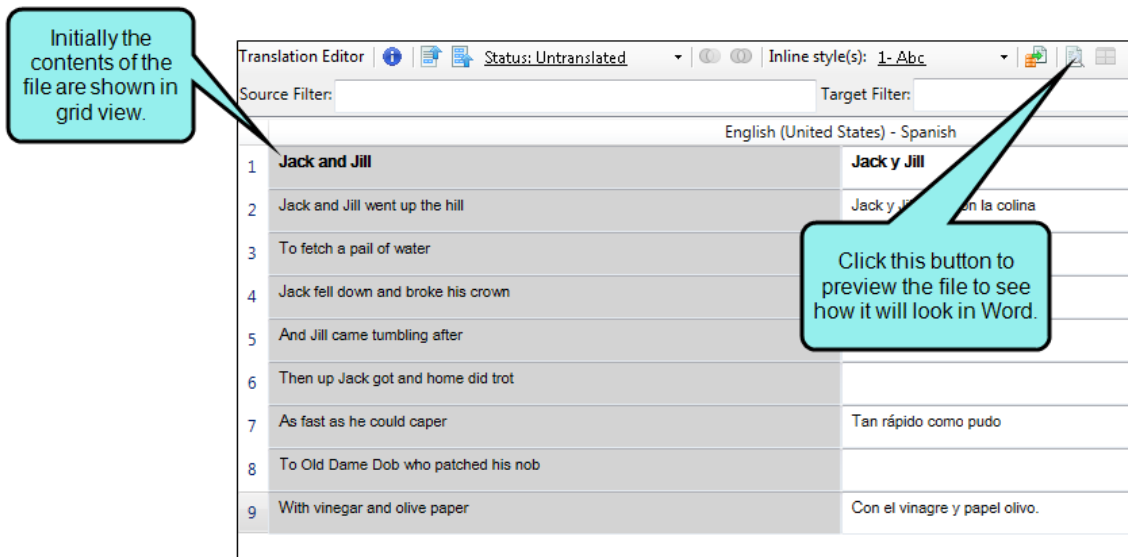 Initially the
contents of the
file are shown in
grid view.
Translation Editor Status: Untranslated Inline style(s): 1- Abc
Source Filter: Target Filter:
English (United States) - Spanish
1 Jack and Jill Jack y Jill
2 Jack and Jill went up the hill Jack y la colina
3 To fetch a pail of water
4 Jack fell down and broke his crown
5 And Jill came tumbling after
6 Then up Jack got and home did trot
7 As fast as he could caper Tan rápido como pudo
8 To Old Dame Dob who patched his nob
9 With vinegar and olive paper Con el vinagre y papel olivo.
Click this button to
preview the file to see
how it will look in Word.